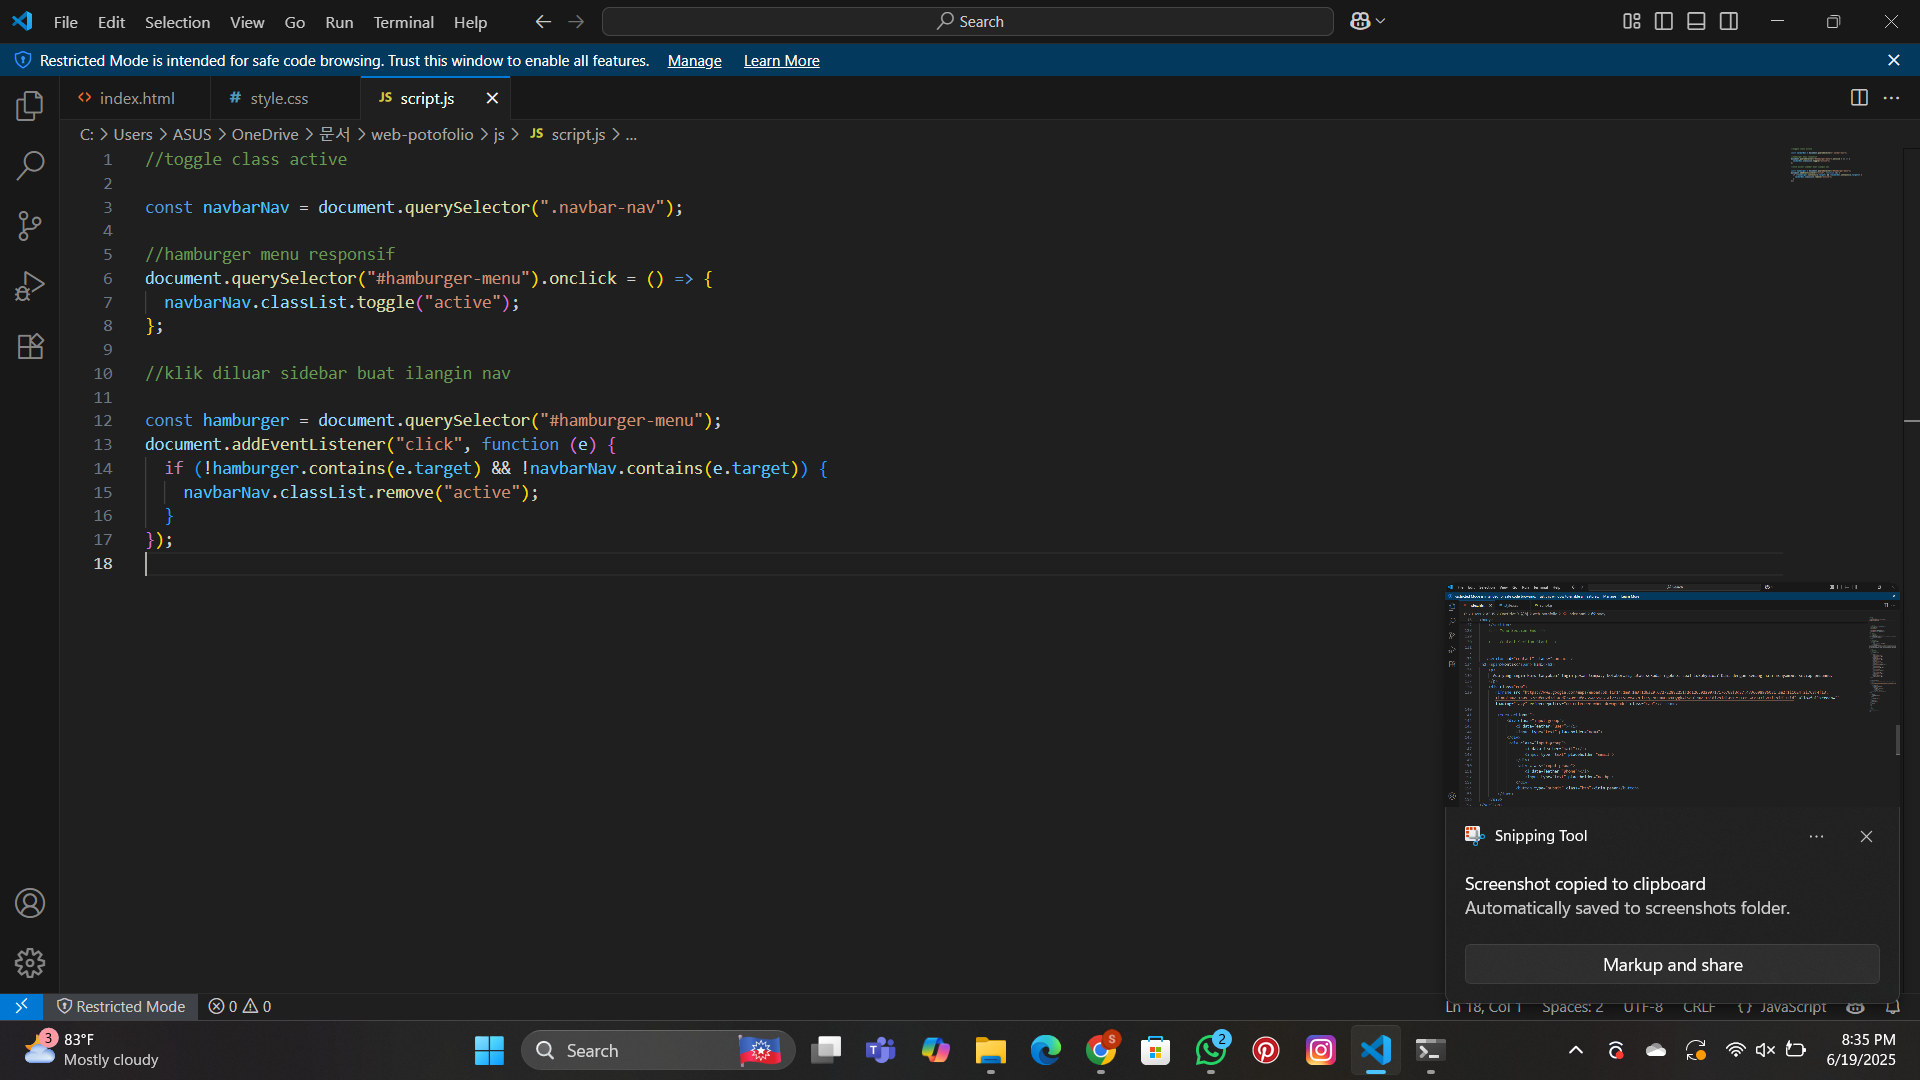 File Edit Selection View Go Run Terminal Help
Search
Restricted Mode is intended for safe code browsing. Trust this window to enable all features. Manage Learn More
index.html
# style.css
JS script.js
C: > Users > ASUS > OneDrive > 문서 > web-potofolio > js > JS script.js > ...
1 //toggle class active
2
3 const navbarNav = document.querySelector(".navbar-nav");
4
5 //hamburger menu responsif
6 document.querySelector("#hamburger-menu").onclick = () => {
7 navbarNav.classList.toggle("active");
8 };
9
10 //klik diluar sidebar buat ilangin nav
11
12 const hamburger = document.querySelector("#hamburger-menu");
13 document.addEventListener("click", function (e) {
14 if (!hamburger.contains(e.target) && !navbarNav.contains(e.target)) {
15 navbarNav.classList.remove("active");
16 }
17 });
18
Snipping Tool
Screenshot copied to clipboard
Automatically saved to screenshots folder.
Markup and share
Restricted Mode 0 0
Ln 18, Col 1 Spaces: 2 UTF-8 CRLF {} JavaScript
3
83°F
Mostly cloudy
Search
S
2
8:35 PM
6/19/2025